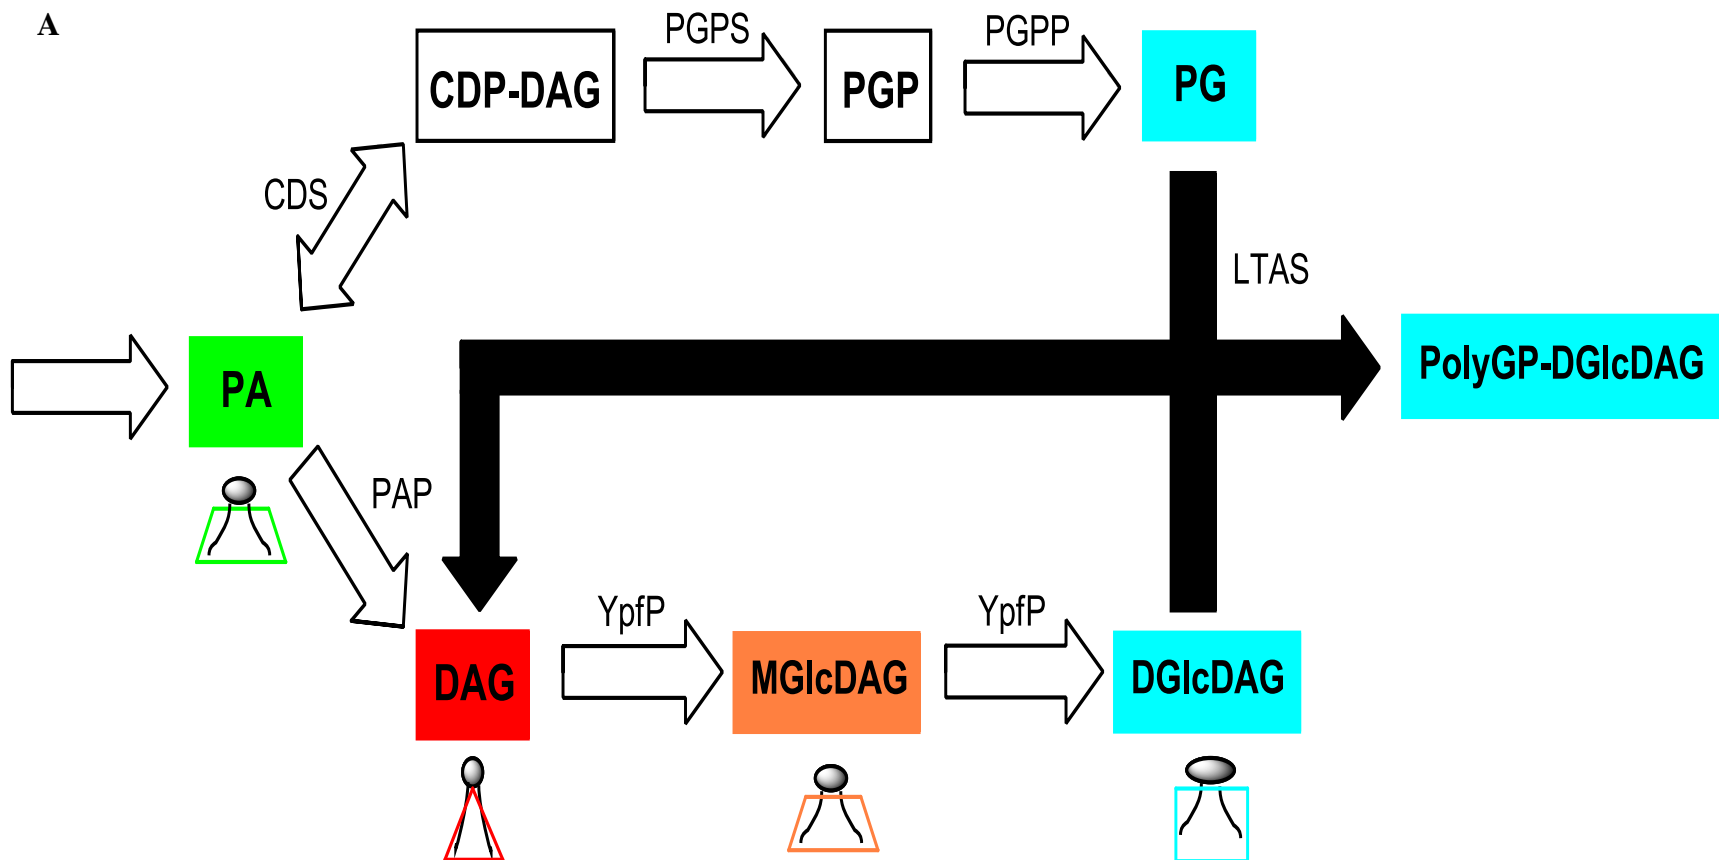 A
PGPS
PGPP
CDP-DAG
PGP
PG
CDS
LTAS
PA
PolyGP-DGlcDAG
PAP
YpfP
YpfP
DAG
MGlcDAG
DGlcDAG